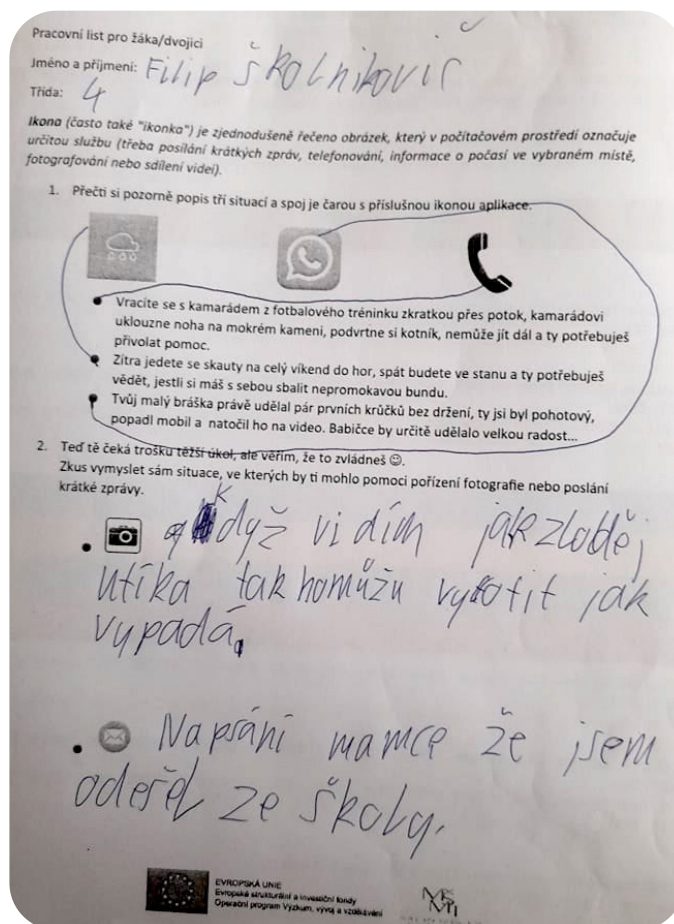 Pracovní list pro žáka/dvojici
Jméno a příjmení: Filip Školnikovič
Třída: 4
Ikona (často také "ikonka") je zjednodušeně řečeno obrázek, který v počítačovém prostředí označuje
určitou službu (třeba posílání krátkých zpráv, telefonování, informace o počasí ve vybraném místě,
fotografování nebo sdílení videí).
1. Přečti si pozorně popis tří situací a spoj je čarou s příslušnou ikonou aplikace.
Vracíte se s kamarádem z fotbalového tréninku zkratkou přes potok, kamarádovi
uklouzne noha na mokrém kameni, podvrtne si kotník, nemůže jít dál a ty potřebuješ
přivolat pomoc.
Zítra jedete se skauty na celý víkend do hor, spát budete ve stanu a ty potřebuješ
vědět, jestli si máš s sebou sbalit nepromokavou bundu.
Tvůj malý bráška právě udělal pár prvních krůčků bez držení, ty jsi byl pohotový,
popadl mobil a natočil ho na video. Babičce by určitě udělalo velkou radost...
2. Teď tě čeká trošku těžší úkol, ale věřím, že to zvládneš ☺.
Zkus vymyslet sám situace, ve kterých by ti mohlo pomoci pořízení fotografie nebo poslání
krátké zprávy.
Když vidím jak zloděj
utíka tak homůžu vyfotit jak
vypadá.
Napsání mamce že jsem
odešel ze školy.
EVROPSKÁ UNIE
Evropské strukturální a investiční fondy
Operační program Výzkum, vývoj a vzdělávání